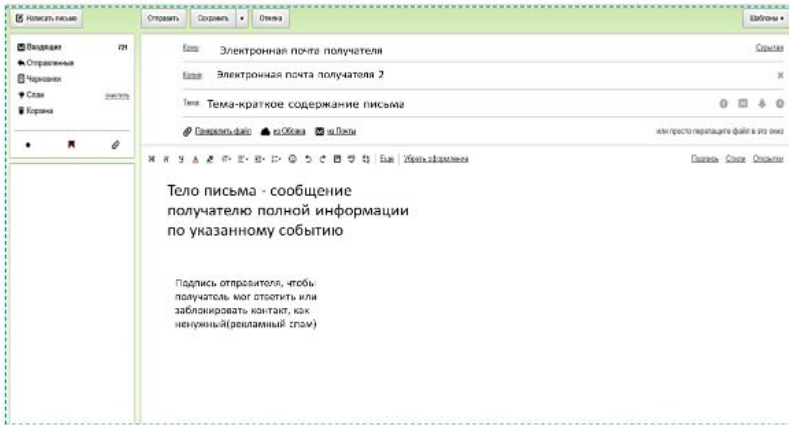 Написать письмо
Отправить Сохранить Отмена Шаблоны
Входящие 721
Отправленные
Черновики
Спам очистить
Корзина
Кому: Электронная почта получателя Скрытая
Копия: Электронная почта получателя 2
Тема: Тема-краткое содержание письма
Прикрепить файл из Облака из Почты или просто перетащите файл в это окно
Ещё Убрать оформление Подпись Стили Открытки
Тело письма - сообщение
получателю полной информации
по указанному событию
Подпись отправителя, чтобы
получатель мог ответить или
заблокировать контакт, как
ненужный(рекламный спам)